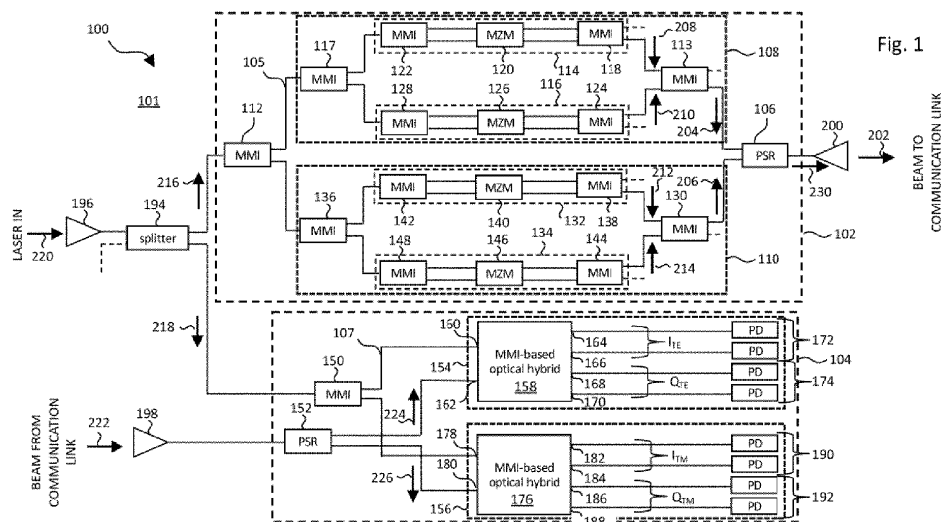 Fig. 1
100
101
LASER IN
220
196
194
splitter
216
218
112
MMI
105
117
MMI
MMI
122
MZM
120
MMI
118
114
116
128
MMI
126
MZM
124
MMI
208
210
204
113
MMI
108
106
PSR
200
202
230
BEAM TO
COMMUNICATION LINK
102
136
MMI
MMI
142
MZM
140
MMI
138
132
134
148
MMI
146
MZM
144
MMI
212
214
206
130
MMI
110
BEAM FROM
COMMUNICATION
LINK
222
198
150
MMI
107
152
PSR
224
226
160
154
162
MMI-based
optical hybrid
158
164
166
168
170
I_TE
Q_TE
PD
PD
PD
PD
172
104
174
178
180
156
MMI-based
optical hybrid
176
182
184
186
188
I_TM
Q_TM
PD
PD
PD
PD
190
192